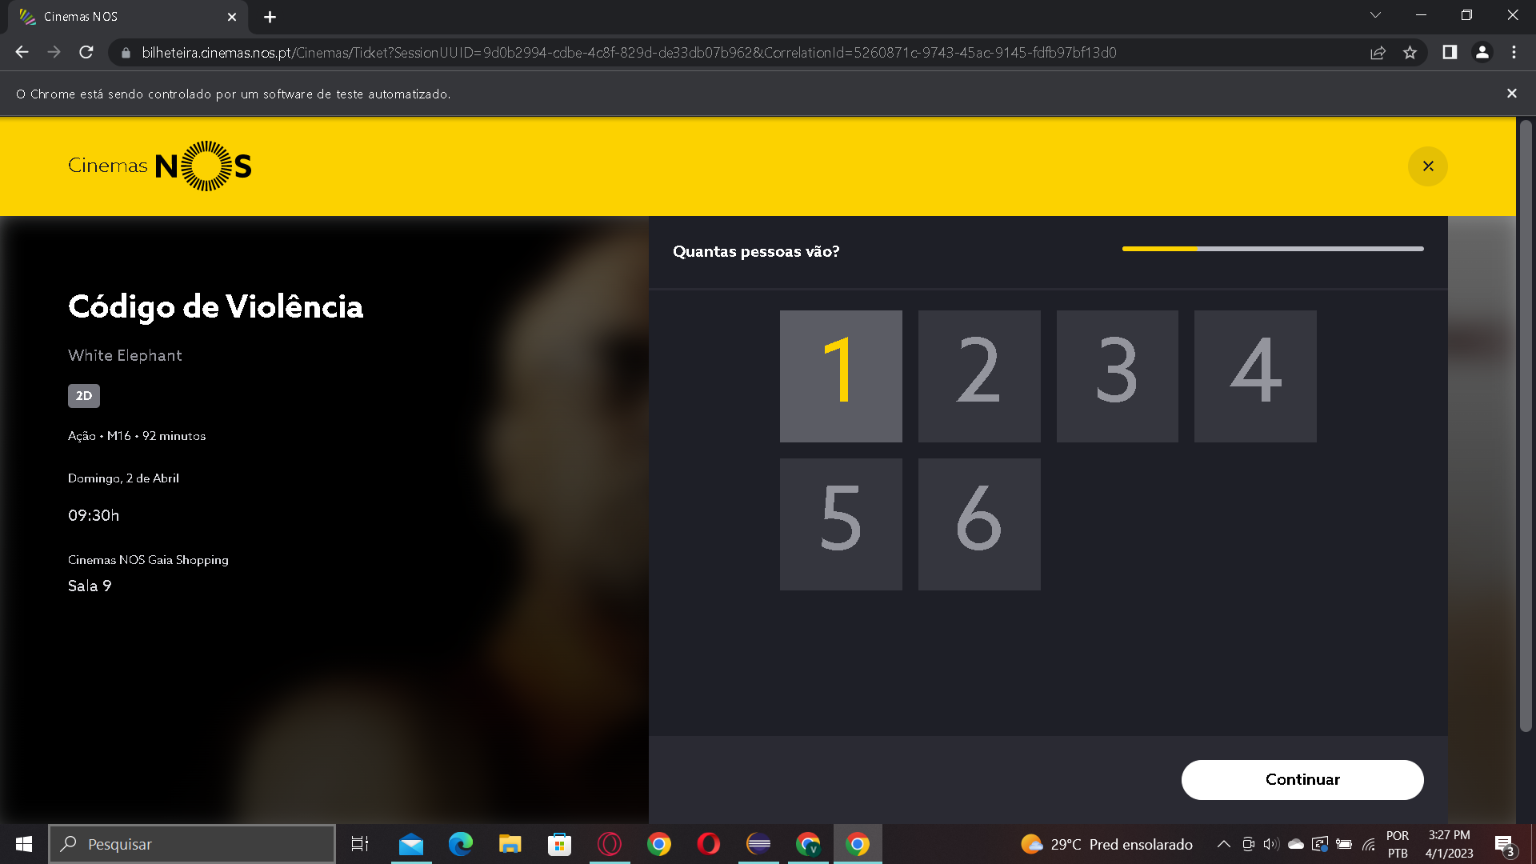 Cinemas NOS
bilheteira.cinemas.nos.pt/Cinemas/Ticket?SessionUUID=9d0b2994-cdbe-4c8f-829d-de33db07b962&CorrelationId=5260871c-9743-45ac-9145-fdfb97bf13d0
O Chrome está sendo controlado por um software de teste automatizado.
Cinemas NOS
Quantas pessoas vão?
Código de Violência
White Elephant
2D
Ação • M16 • 92 minutos
Domingo, 2 de Abril
09:30h
Cinemas NOS Gaia Shopping
Sala 9
1 2 3 4
5 6
Continuar
Pesquisar
29°C Pred ensolarado
POR
PTB
3:27 PM
4/1/2023
3